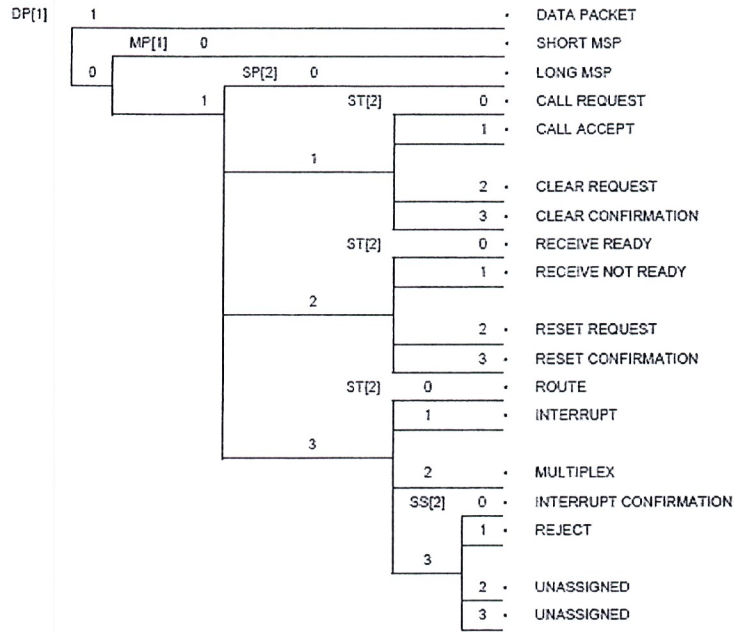 DP[1] 1 · DATA PACKET
MP[1] 0 · SHORT MSP
0 SP[2] 0 · LONG MSP
1 ST[2] 0 · CALL REQUEST
1 · CALL ACCEPT
1
2 · CLEAR REQUEST
3 · CLEAR CONFIRMATION
ST[2] 0 · RECEIVE READY
1 · RECEIVE NOT READY
2
2 · RESET REQUEST
3 · RESET CONFIRMATION
ST[2] 0 · ROUTE
1 · INTERRUPT
3
2 · MULTIPLEX
SS[2] 0 · INTERRUPT CONFIRMATION
1 · REJECT
3
2 · UNASSIGNED
3 · UNASSIGNED